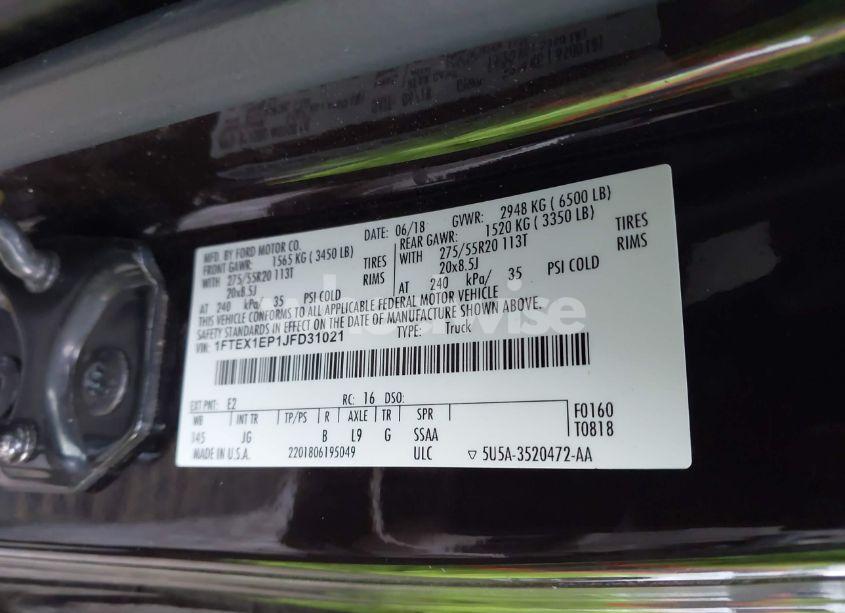 MFD. BY FORD MOTOR CO.
DATE: 06/18 GVWR: 2948 KG ( 6500 LB)
FRONT GAWR: 1565 KG ( 3450 LB)
REAR GAWR: 1520 KG ( 3350 LB)
WITH 275/55R20 113T TIRES
WITH 275/55R20 113T TIRES
20x8.5J RIMS
20x8.5J RIMS
AT 240 kPa/ 35 PSI COLD
AT 240 kPa/ 35 PSI COLD
THIS VEHICLE CONFORMS TO ALL APPLICABLE FEDERAL MOTOR VEHICLE
SAFETY STANDARDS IN EFFECT ON THE DATE OF MANUFACTURE SHOWN ABOVE.
VIN: 1FTEX1EP1JFD31021 TYPE: Truck
EXT PNT: E2 RC: 16 DSO:
WB INT TR TP/PS R AXLE TR SPR F0160
145 JG B L9 G SSAA T0818
MADE IN U.S.A. 2201806195049 ULC ▽ 5U5A-3520472-AA